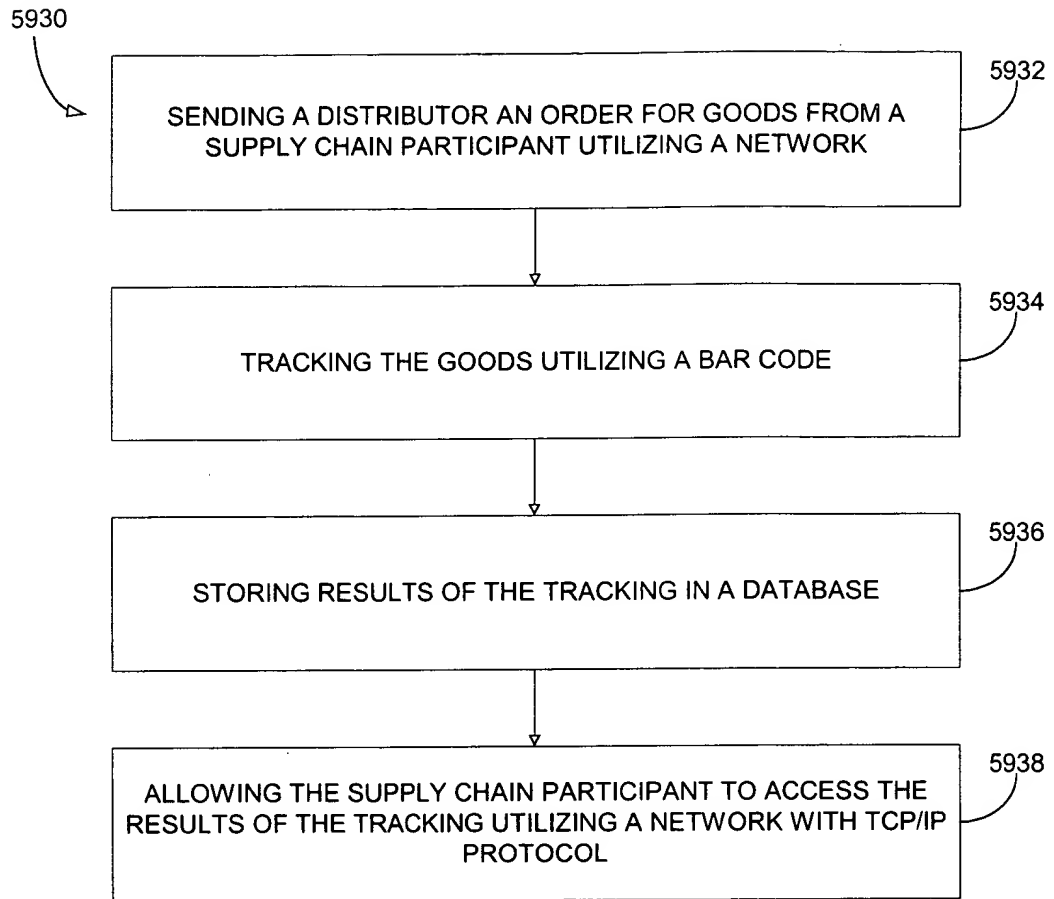 5930
5932
SENDING A DISTRIBUTOR AN ORDER FOR GOODS FROM A
SUPPLY CHAIN PARTICIPANT UTILIZING A NETWORK
5934
TRACKING THE GOODS UTILIZING A BAR CODE
5936
STORING RESULTS OF THE TRACKING IN A DATABASE
5938
ALLOWING THE SUPPLY CHAIN PARTICIPANT TO ACCESS THE
RESULTS OF THE TRACKING UTILIZING A NETWORK WITH TCP/IP
PROTOCOL